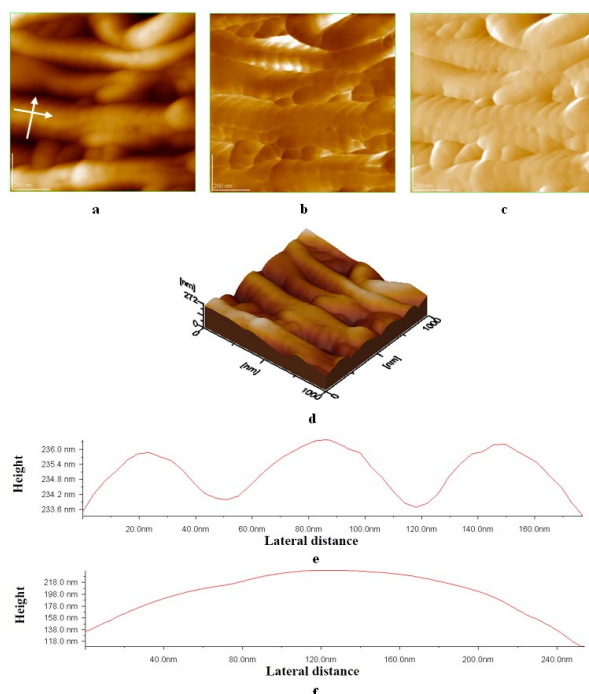 200 nm
200 nm
200 nm
a
b
c
[nm]
272
0
0
[nm]
1000
0
[nm]
1000
d
Height
236.0 nm
235.4 nm
234.8 nm
234.2 nm
233.6 nm
20.0nm
40.0nm
60.0nm
80.0nm
100.0nm
120.0nm
140.0nm
160.0nm
Lateral distance
e
Height
218.0 nm
198.0 nm
178.0 nm
158.0 nm
138.0 nm
118.0 nm
40.0nm
80.0nm
120.0nm
160.0nm
200.0nm
240.0nm
Lateral distance
f